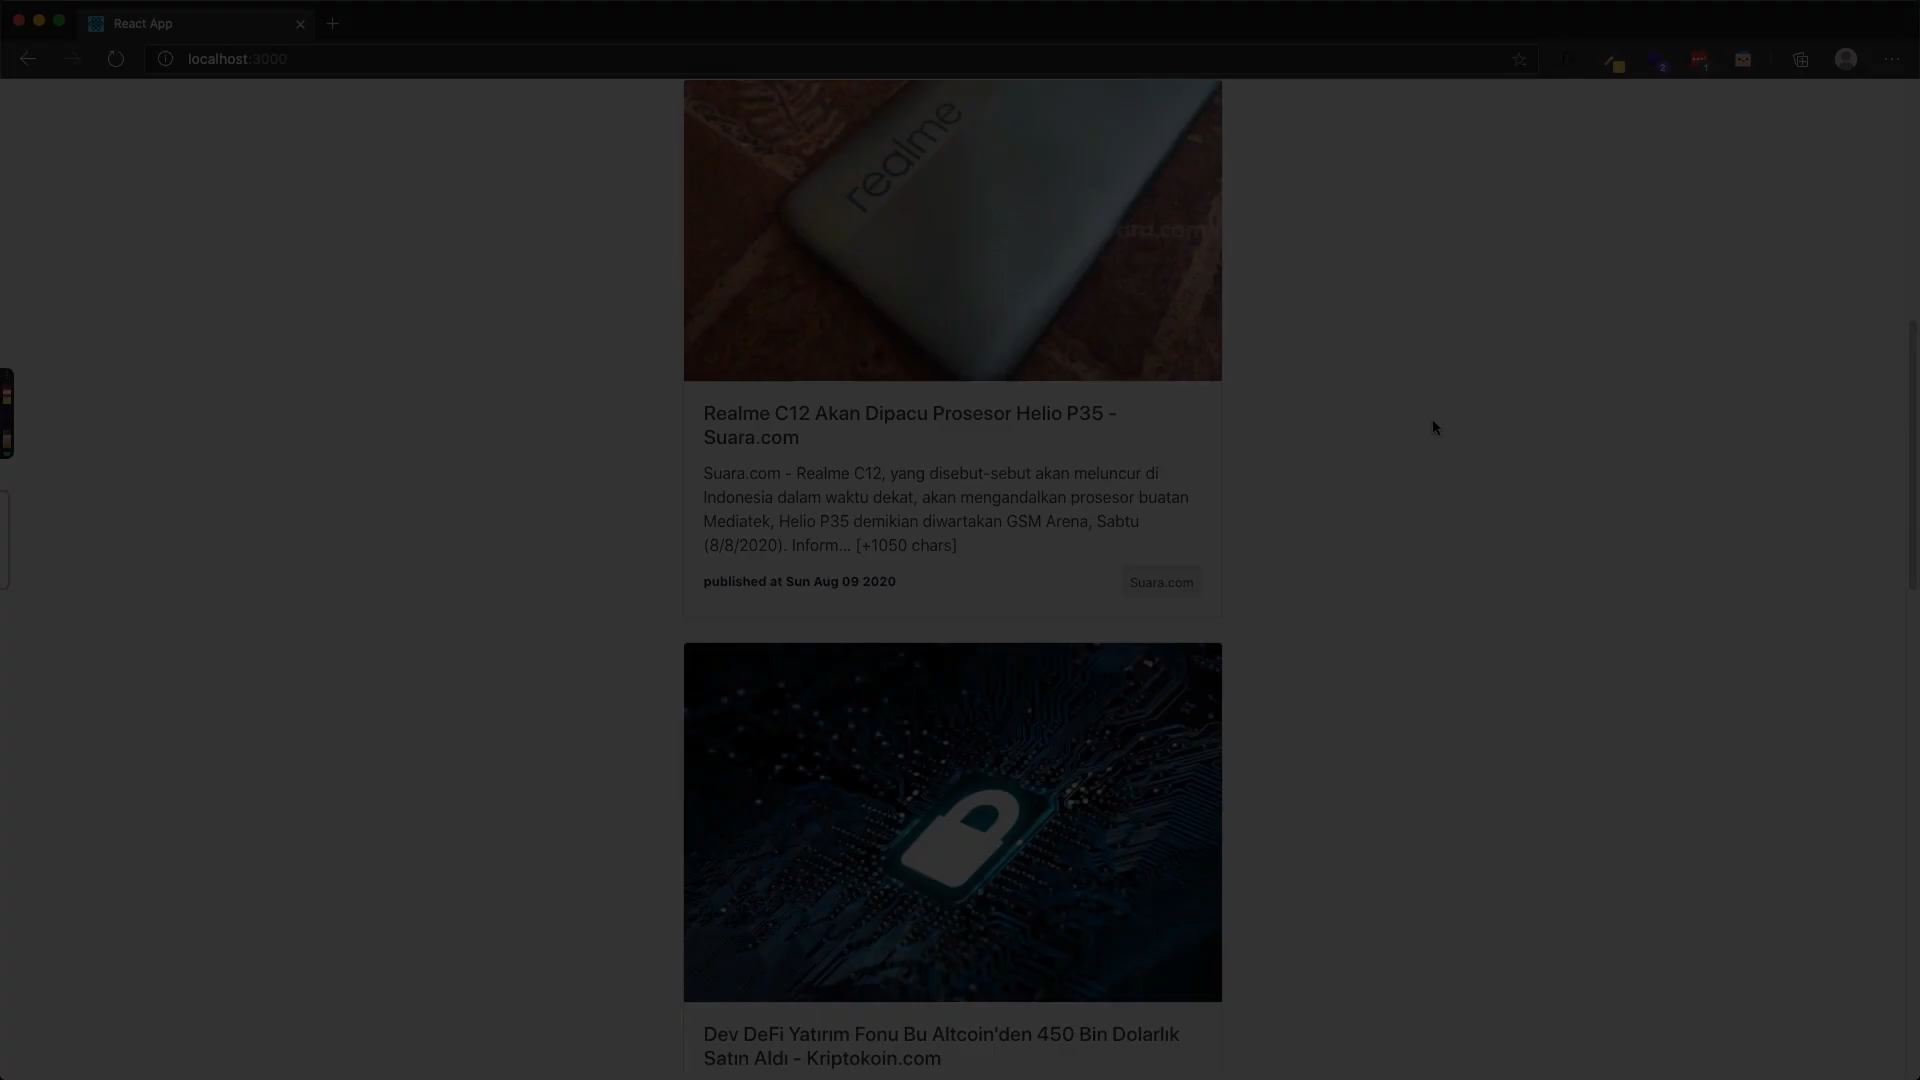 React App
localhost:3000
realme
Realme C12 Akan Dipacu Prosesor Helio P35 -
Suara.com
Suara.com - Realme C12, yang disebut-sebut akan meluncur di
Indonesia dalam waktu dekat, akan mengandalkan prosesor buatan
Mediatek, Helio P35 demikian diwartakan GSM Arena, Sabtu
(8/8/2020). Inform... [+1050 chars]
published at Sun Aug 09 2020
Suara.com
Dev DeFi Yatırım Fonu Bu Altcoin'den 450 Bin Dolarlık
Satın Aldı - Kriptokoin.com